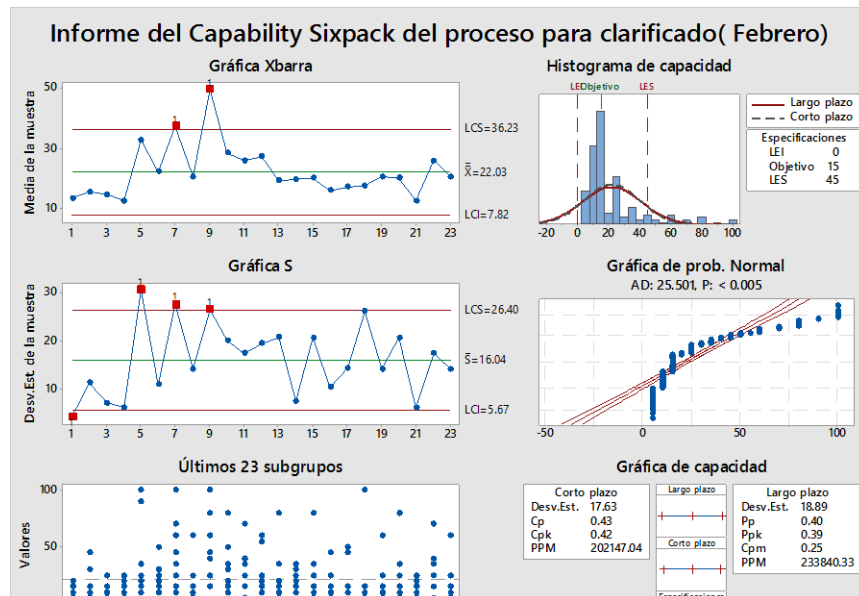 Informe del Capability Sixpack del proceso para clarificado( Febrero)
Gráfica Xbarra
Media de la muestra
50
30
10
1
1
LCS=36.23
X=22.03
LCI=7.82
1 3 5 7 9 11 13 15 17 19 21 23
Histograma de capacidad
LEI Objetivo LES
-20 0 20 40 60 80 100
Largo plazo
Corto plazo
Especificaciones
LEI 0
Objetivo 15
LES 45
Gráfica S
Desv.Est. de la muestra
30
20
10
1
1
1
LCS=26.40
S=16.04
LCI=5.67
1 3 5 7 9 11 13 15 17 19 21 23
Gráfica de prob. Normal
AD: 25.501, P: < 0.005
-50 0 50 100
Últimos 23 subgrupos
Valores
100
50
Gráfica de capacidad
Corto plazo
Desv.Est. 17.63
Cp 0.43
Cpk 0.42
PPM 202147.04
Largo plazo
Corto plazo
Largo plazo
Desv.Est. 18.89
Pp 0.40
Ppk 0.39
Cpm 0.25
PPM 233840.33